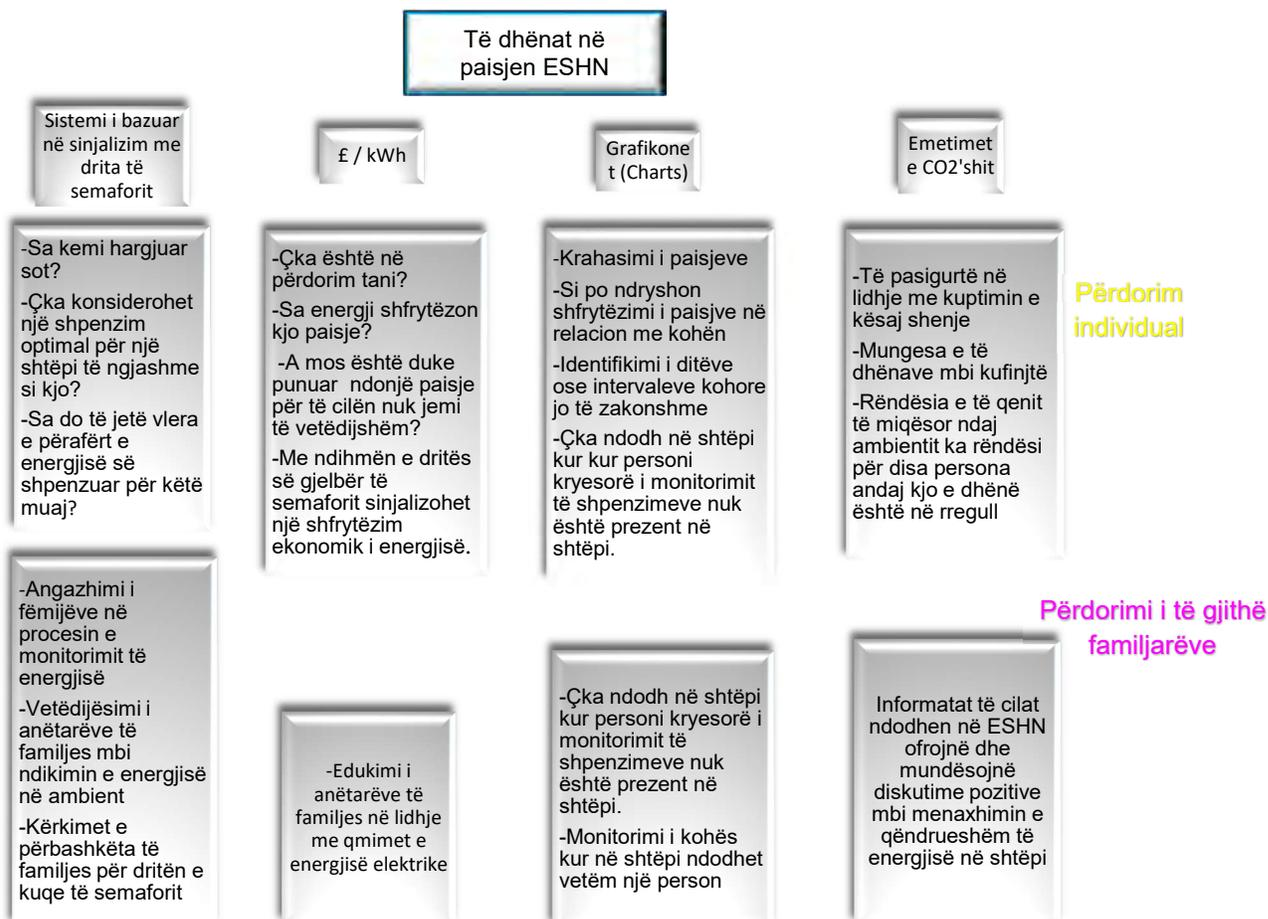 Të dhënat në
paisjen ESHN
Sistemi i bazuar
në sinjalizim me
drita të
semaforit
£ / kWh
Grafikone
t (Charts)
Emetimet
e CO2'shit
-Sa kemi hargjuar
sot?
-Çka konsiderohet
një shpenzim
optimal për një
shtëpi të ngjashme
si kjo?
-Sa do të jetë vlera
e përafërt e
energjisë së
shpenzuar për këtë
muaj?
-Çka është në
përdorim tani?
-Sa energji shfrytëzon
kjo paisje?
-A mos është duke
punuar ndonjë paisje
për të cilën nuk jemi
të vetëdijshëm?
-Me ndihmën e dritës
së gjelbër të
semaforit sinjalizohet
një shfrytëzim
ekonomik i energjisë.
-Krahasimi i paisjeve
-Si po ndryshon
shfrytëzimi i paisjve në
relacion me kohën
-Identifikimi i ditëve
ose intervaleve kohore
jo të zakonshme
-Çka ndodh në shtëpi
kur kur personi
kryesorë i monitorimit
të shpenzimeve nuk
është prezent në
shtëpi.
-Të pasigurtë në
lidhje me kuptimin e
kësaj shenje
-Mungesa e të
dhënave mbi kufinjtë
-Rëndësia e të qenit
të miqësor ndaj
ambientit ka rëndësi
për disa persona
andaj kjo e dhënë
është në rregull
Përdorim
individual
-Angazhimi i
fëmijëve në
procesin e
monitorimit të
energjisë
-Vetëdijësimi i
anëtarëve të
familjes mbi
ndikimin e energjisë
në ambient
-Kërkimet e
përbashkëta të
familjes për dritën e
kuqe të semaforit
-Edukimi i
anëtarëve të
familjes në lidhje
me qmimet e
energjisë elektrike
-Çka ndodh në shtëpi
kur personi kryesorë i
monitorimit të
shpenzimeve nuk
është prezent në
shtëpi.
-Monitorimi i kohës
kur në shtëpi ndodhet
vetëm një person
Informatat të cilat
ndodhen në ESHN
ofrojnë dhe
mundësojnë
diskutime pozitive
mbi menaxhimin e
qëndrueshëm të
energjisë në shtëpi
Përdorimi i të gjithë
familjarëve